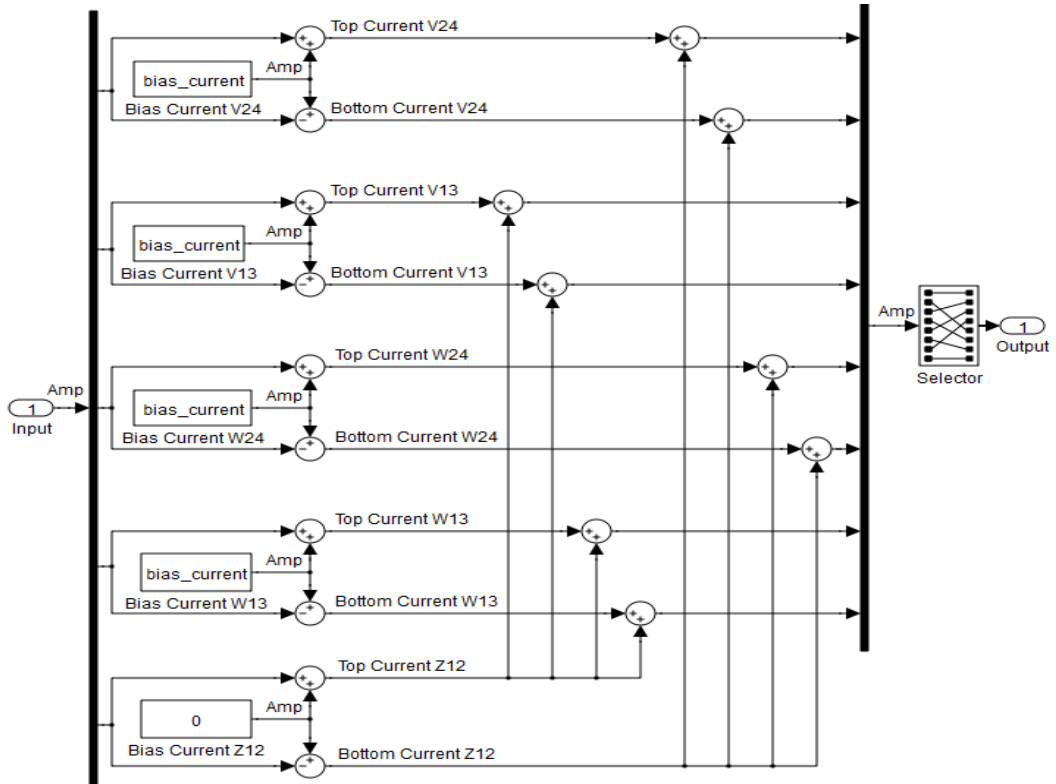 Top Current V24
Amp
bias_current
Bias Current V24
Bottom Current V24
Top Current V13
Amp
bias_current
Bias Current V13
Bottom Current V13
Amp
1
Output
Selector
Top Current W24
Amp
Amp
bias_current
1
Input
Bias Current W24
Bottom Current W24
Top Current W13
Amp
bias_current
Bias Current W13
Bottom Current W13
Top Current Z12
Amp
0
Bias Current Z12
Bottom Current Z12